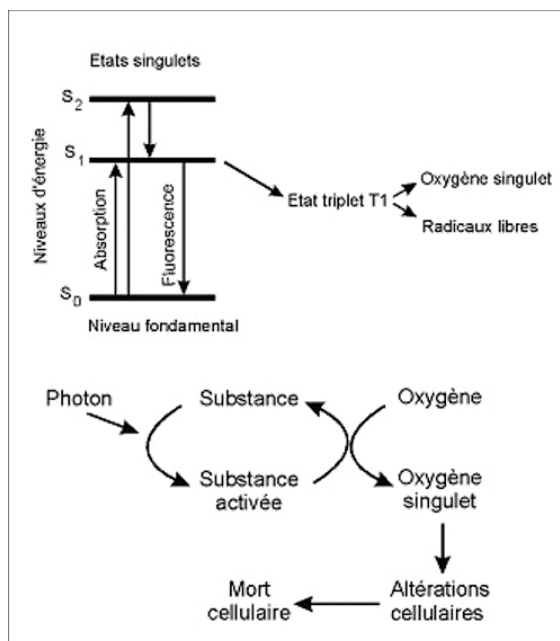 Etats singulets
S2
S1
S0
Niveaux d'énergie
Absorption
Fluorescence
Niveau fondamental
Etat triplet T1
Oxygène singulet
Radicaux libres
Photon
Substance
Oxygène
Substance
activée
Oxygène
singulet
Mort
cellulaire
Altérations
cellulaires